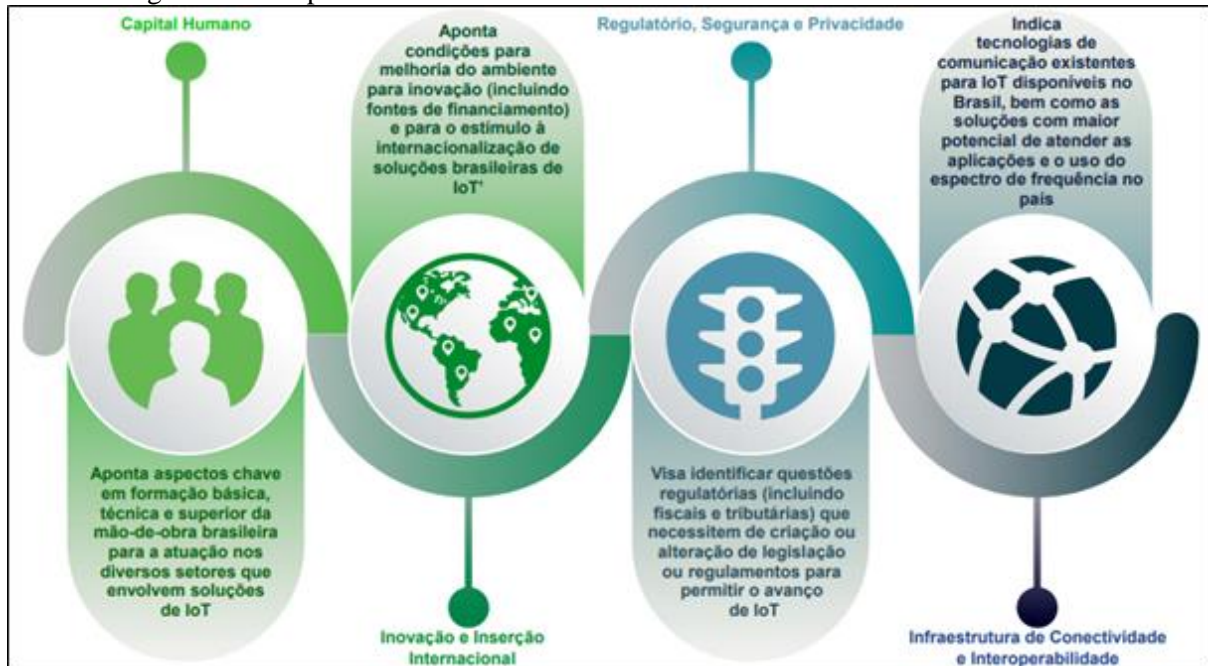 Capital Humano
Aponta aspectos chave
em formação básica,
técnica e superior da
mão-de-obra brasileira
para a atuação nos
diversos setores que
envolvem soluções
de IoT
Aponta
condições para
melhoria do ambiente
para inovação (incluindo
fontes de financiamento)
e para o estímulo à
internacionalização de
soluções brasileiras de
IoT'
Inovação e Inserção
Internacional
Regulatório, Segurança e Privacidade
Visa identificar questões
regulatórias (incluindo
fiscais e tributárias) que
necessitem de criação ou
alteração de legislação
ou regulamentos para
permitir o avanço
de IoT
Indica
tecnologias de
comunicação existentes
para IoT disponíveis no
Brasil, bem como as
soluções com maior
potencial de atender as
aplicações e o uso do
espectro de frequência no
país
Infraestrutura de Conectividade
e Interoperabilidade